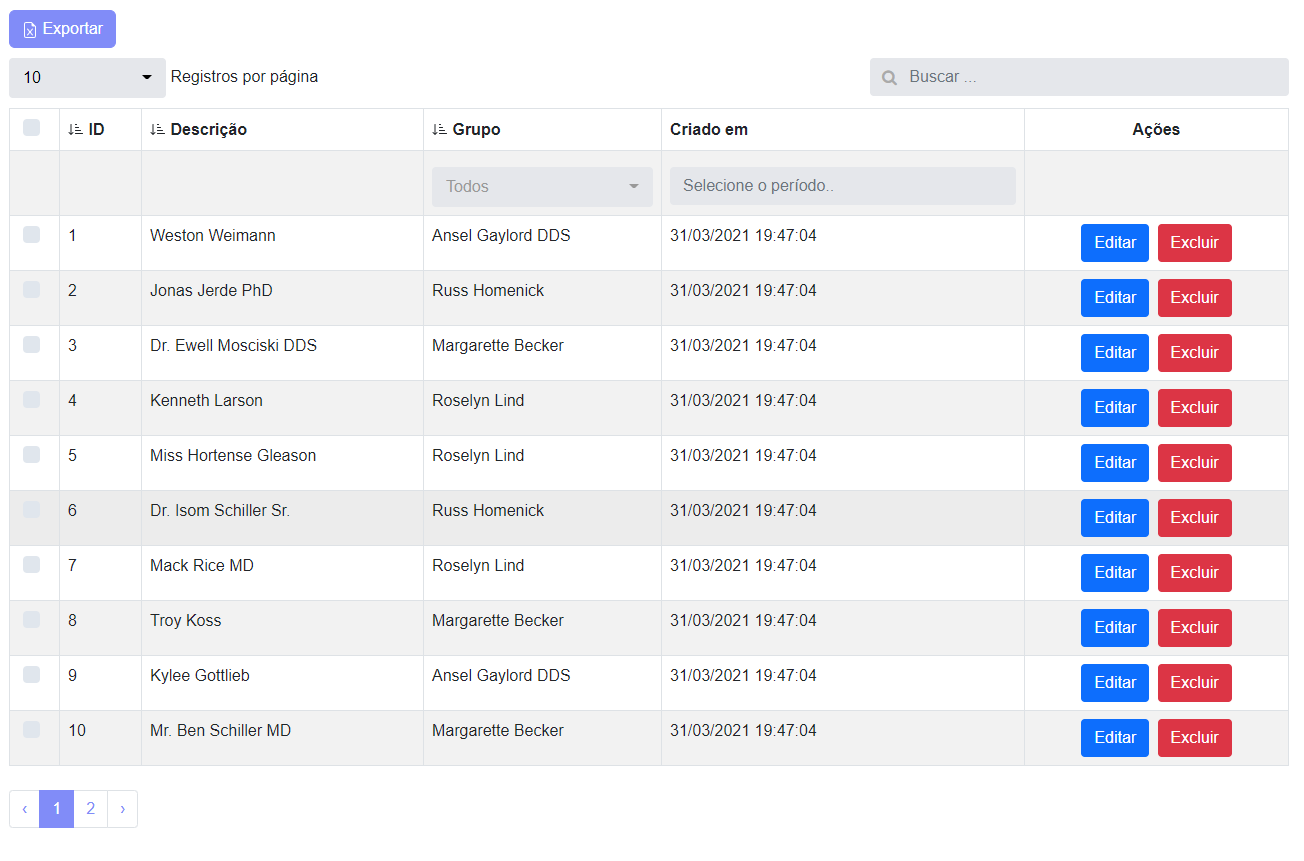 Exportar
10 Registros por página Buscar ...
ID Descrição Grupo Criado em Ações
Todos Selecione o período..
1 Weston Weimann Ansel Gaylord DDS 31/03/2021 19:47:04 Editar Excluir
2 Jonas Jerde PhD Russ Homenick 31/03/2021 19:47:04 Editar Excluir
3 Dr. Ewell Mosciski DDS Margarette Becker 31/03/2021 19:47:04 Editar Excluir
4 Kenneth Larson Roselyn Lind 31/03/2021 19:47:04 Editar Excluir
5 Miss Hortense Gleason Roselyn Lind 31/03/2021 19:47:04 Editar Excluir
6 Dr. Isom Schiller Sr. Russ Homenick 31/03/2021 19:47:04 Editar Excluir
7 Mack Rice MD Roselyn Lind 31/03/2021 19:47:04 Editar Excluir
8 Troy Koss Margarette Becker 31/03/2021 19:47:04 Editar Excluir
9 Kylee Gottlieb Ansel Gaylord DDS 31/03/2021 19:47:04 Editar Excluir
10 Mr. Ben Schiller MD Margarette Becker 31/03/2021 19:47:04 Editar Excluir
‹ 1 2 ›